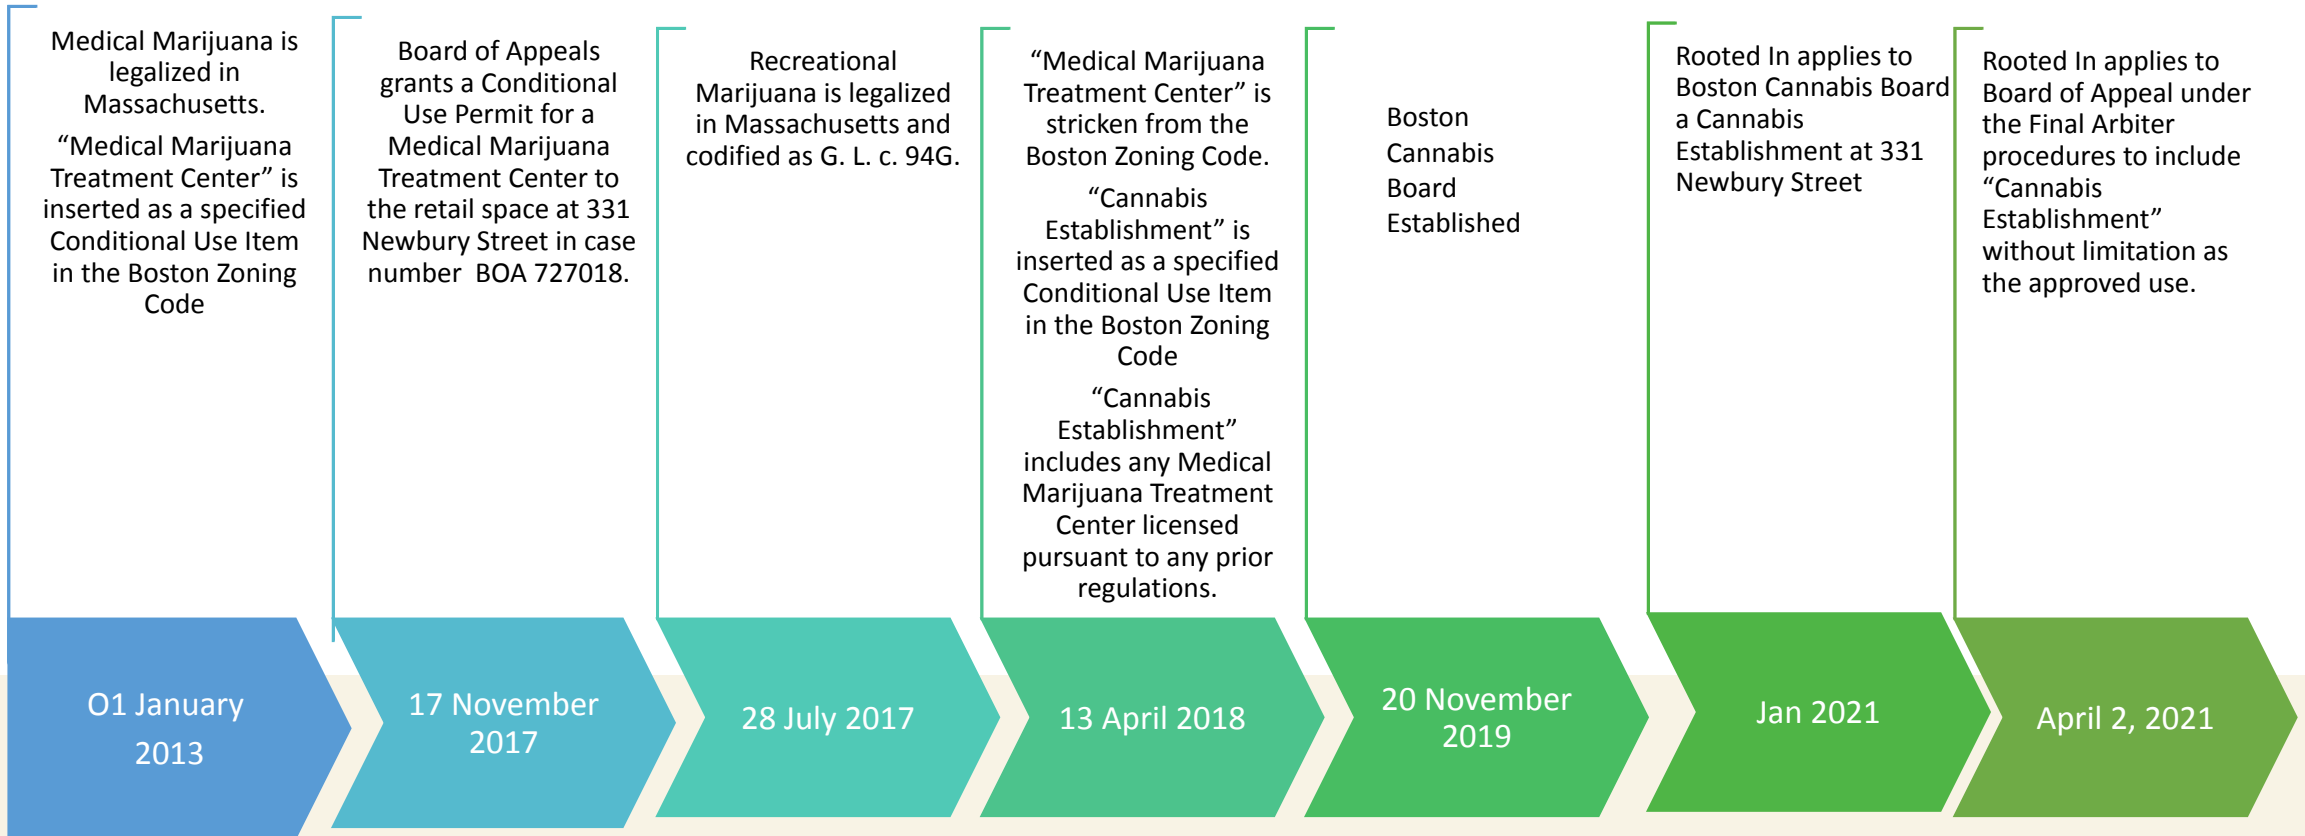 Medical Marijuana is
legalized in
Massachusetts.
“Medical Marijuana
Treatment Center” is
inserted as a specified
Conditional Use Item
in the Boston Zoning
Code
Board of Appeals
grants a Conditional
Use Permit for a
Medical Marijuana
Treatment Center to
the retail space at 331
Newbury Street in case
number BOA 727018.
Recreational
Marijuana is legalized
in Massachusetts and
codified as G. L. c. 94G.
“Medical Marijuana
Treatment Center” is
stricken from the
Boston Zoning Code.
“Cannabis
Establishment” is
inserted as a specified
Conditional Use Item
in the Boston Zoning
Code
“Cannabis
Establishment”
includes any Medical
Marijuana Treatment
Center licensed
pursuant to any prior
regulations.
Boston
Cannabis
Board
Established
Rooted In applies to
Boston Cannabis Board
a Cannabis
Establishment at 331
Newbury Street
Rooted In applies to
Board of Appeal under
the Final Arbiter
procedures to include
“Cannabis
Establishment”
without limitation as
the approved use.
O1 January
2013
17 November
2017
28 July 2017
13 April 2018
20 November
2019
Jan 2021
April 2, 2021